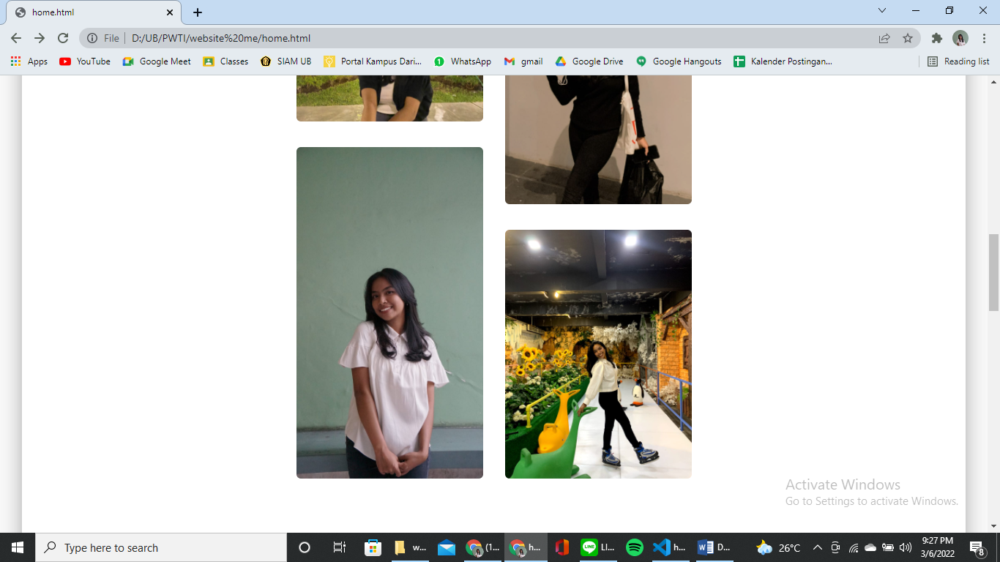 home.html
File
D:/UB/PWTI/website%20me/home.html
Apps
YouTube
Google Meet
Classes
SIAM UB
Portal Kampus Dari...
WhatsApp
gmail
Google Drive
Google Hangouts
Kalender Postingan...
Reading list
Activate Windows
Go to Settings to activate Windows.
Type here to search
w...
(1...
h...
LI...
h...
D...
26°C
9:27 PM
3/6/2022
8